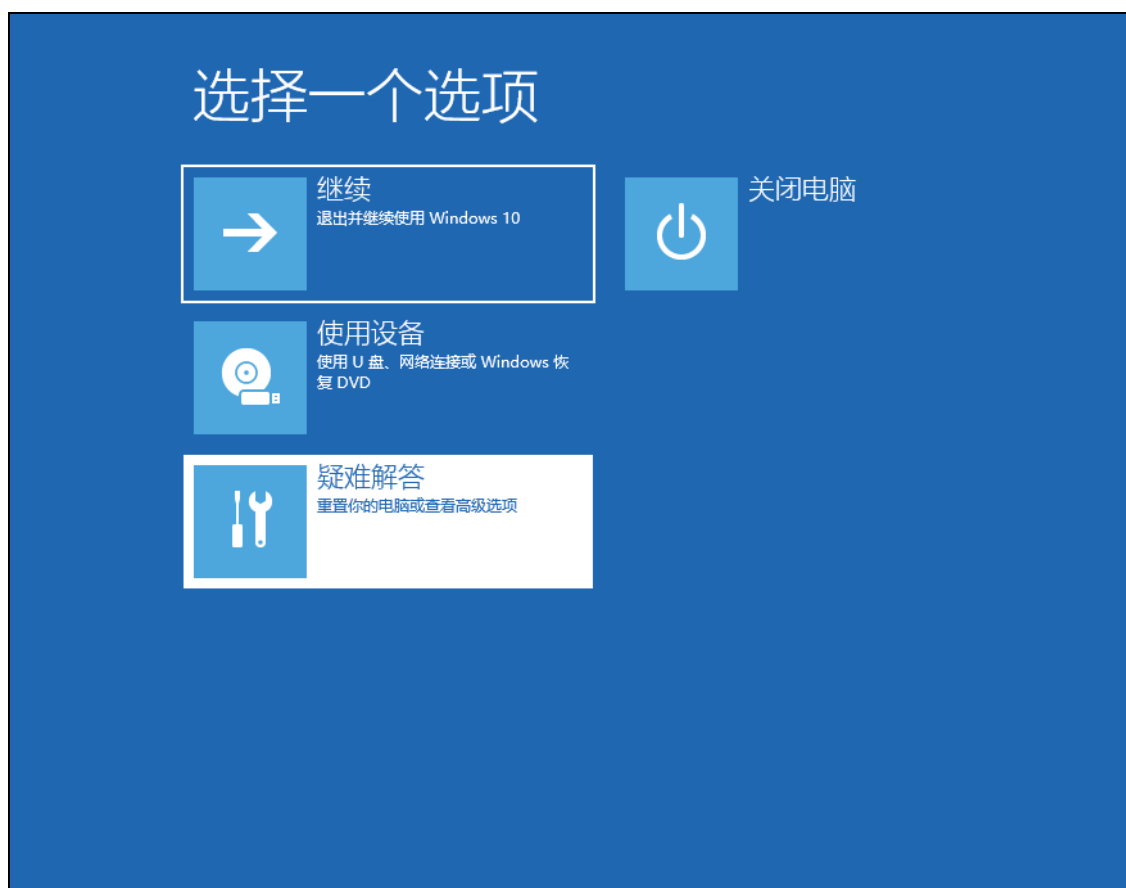 选择一个选项
继续
退出并继续使用 Windows 10
关闭电脑
使用设备
使用 U 盘、网络连接或 Windows 恢
复 DVD
疑难解答
重置你的电脑或查看高级选项